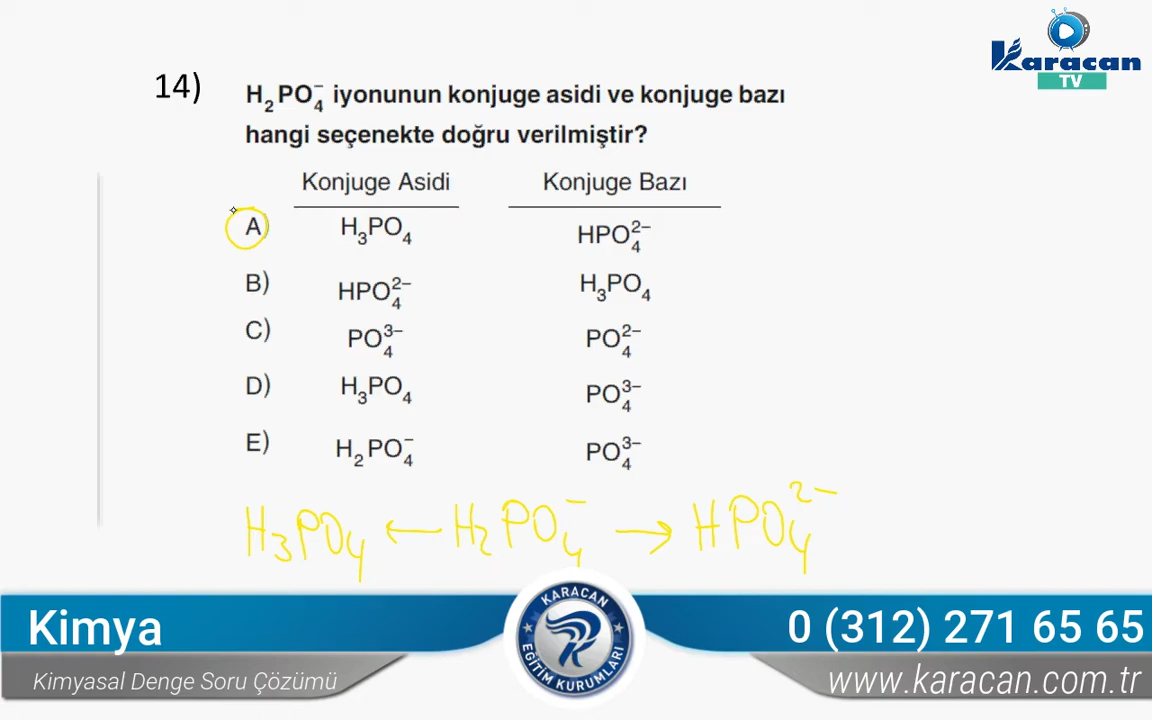 Karacan
TV
14) H₂PO₄⁻ iyonunun konjuge asidi ve konjuge bazı
hangi seçenekte doğru verilmiştir?
Konjuge Asidi Konjuge Bazı
A) H₃PO₄ HPO₄²⁻
B) HPO₄²⁻ H₃PO₄
C) PO₄³⁻ PO₄²⁻
D) H₃PO₄ PO₄³⁻
E) H₂PO₄⁻ PO₄³⁻
H₃PO₄ ← H₂PO₄⁻ → HPO₄²⁻
KARACAN
EĞİTİM KURUMLARI
Kimya 0 (312) 271 65 65
Kimyasal Denge Soru Çözümü www.karacan.com.tr